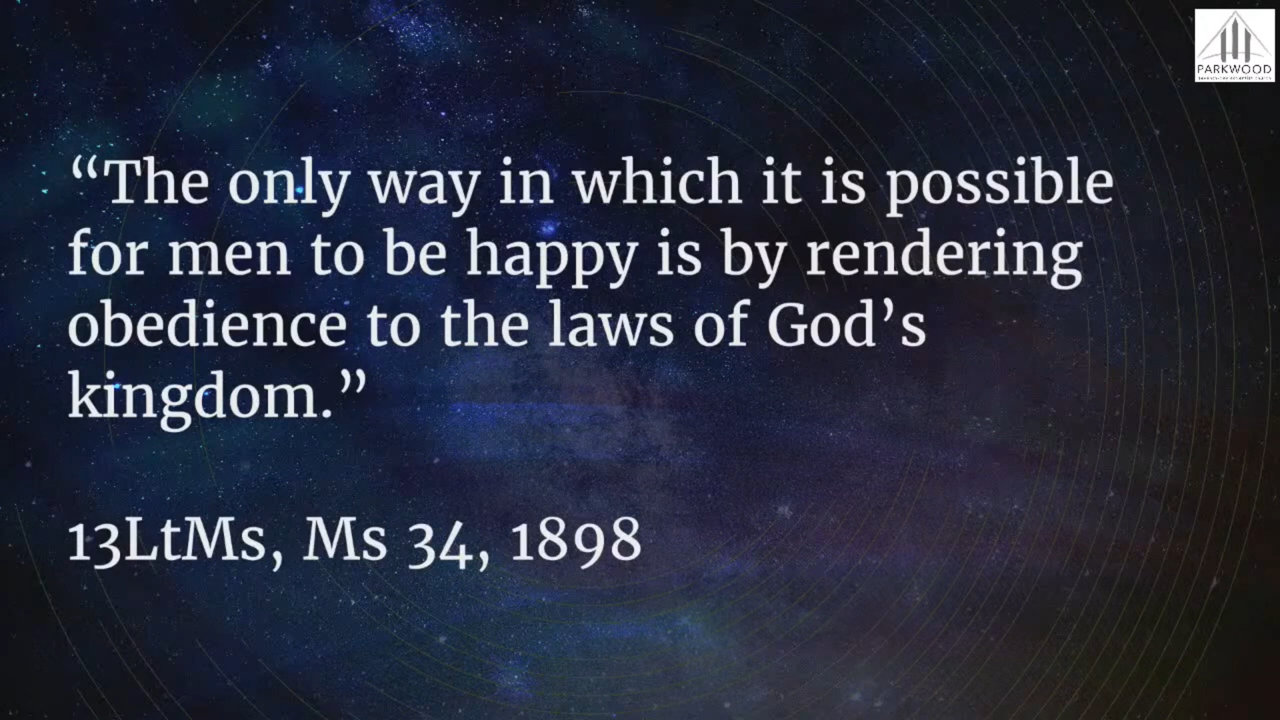 PARKWOOD
“The only way in which it is possible
for men to be happy is by rendering
obedience to the laws of God’s
kingdom.”
13LtMs, Ms 34, 1898